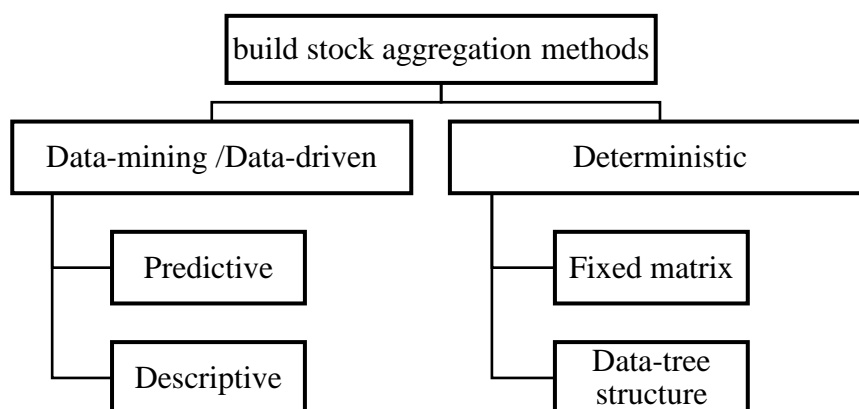 build stock aggregation methods
Data-mining /Data-driven
Deterministic
Predictive
Fixed matrix
Descriptive
Data-tree
structure